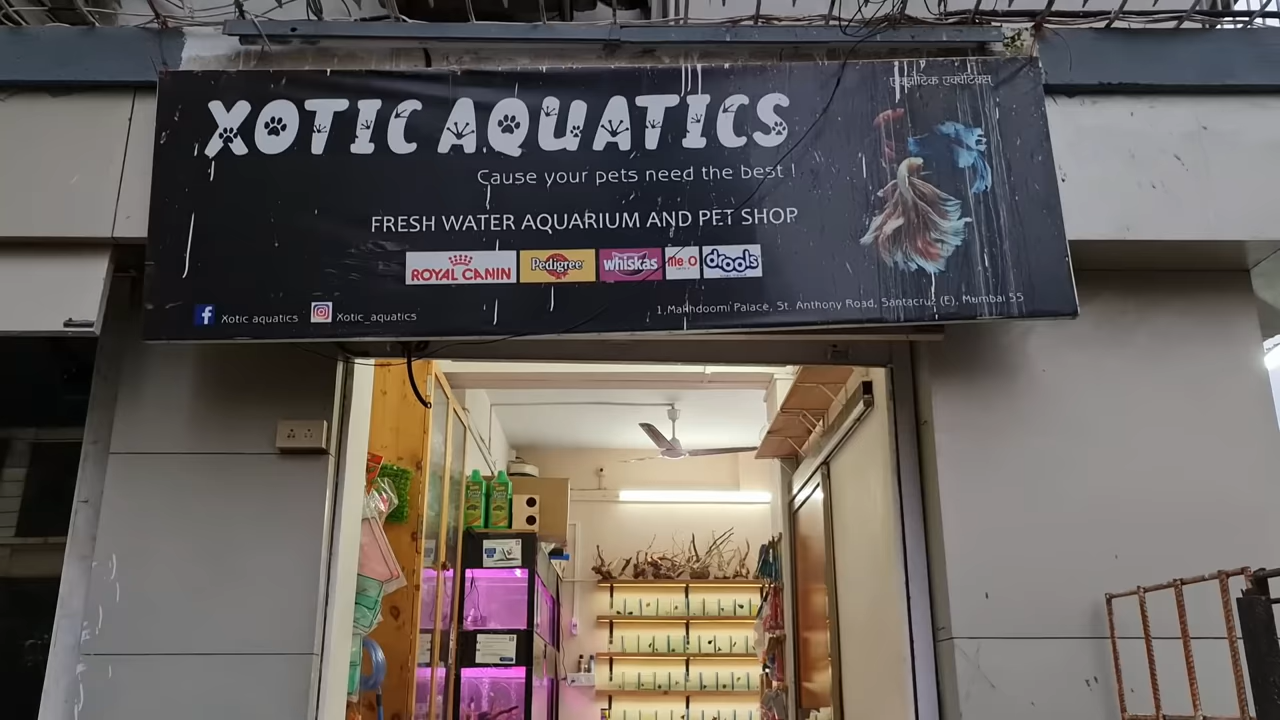 एक्झॉटिक एक्वेटिक्स
XOTIC AQUATICS
Cause your pets need the best !
FRESH WATER AQUARIUM AND PET SHOP
ROYAL CANIN Pedigree whiskas me-o drools
Xotic aquatics Xotic_aquatics
1,Makhdoomi Palace, St. Anthony Road, Santacruz (E), Mumbai 55